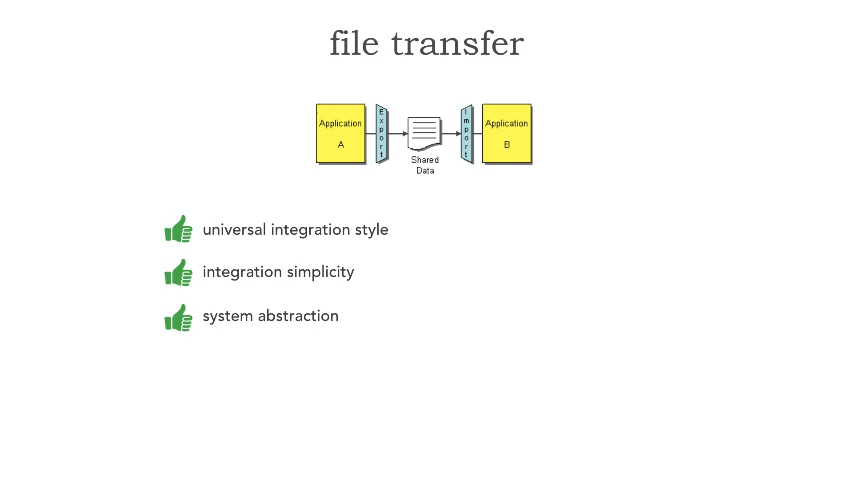 file transfer
Application
A
Export
Shared
Data
Import
Application
B
universal integration style
integration simplicity
system abstraction